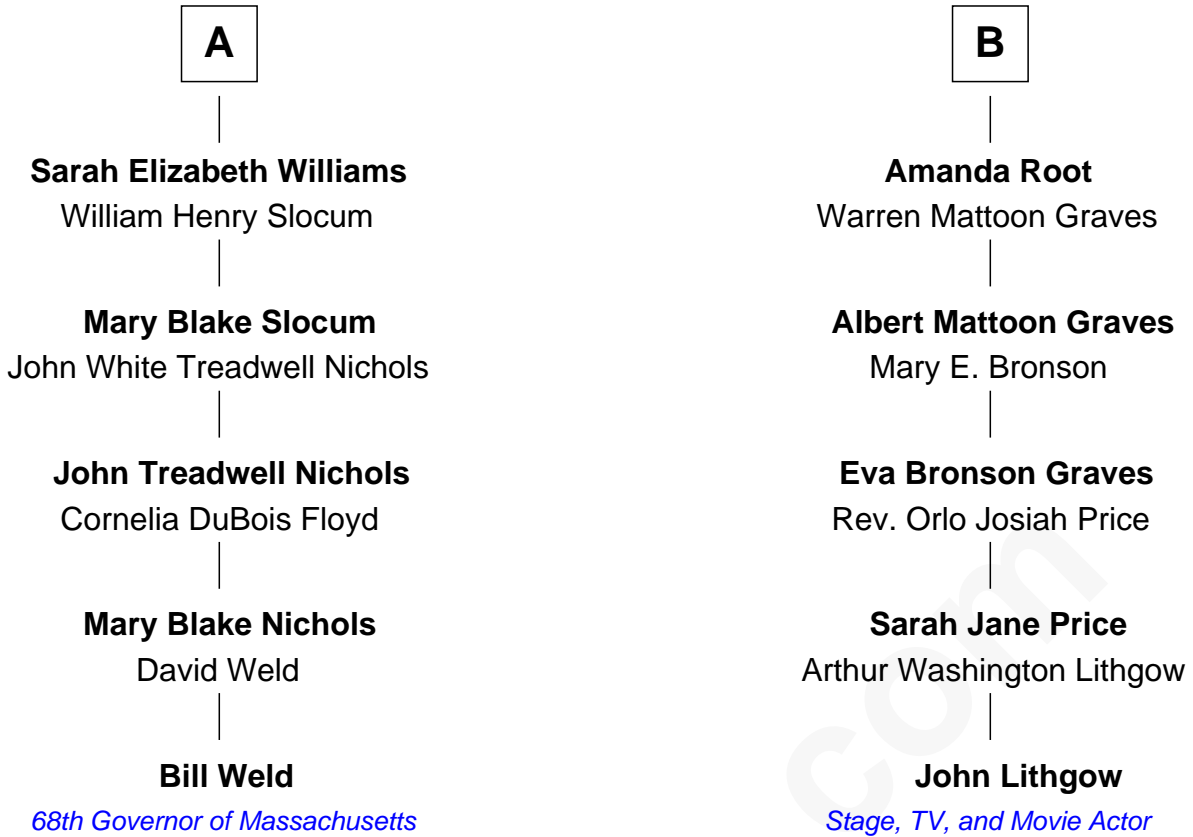 A
Sarah Elizabeth Williams
William Henry Slocum
Mary Blake Slocum
John White Treadwell Nichols
John Treadwell Nichols
Cornelia DuBois Floyd
Mary Blake Nichols
David Weld
Bill Weld
68th Governor of Massachusetts
B
Amanda Root
Warren Mattoon Graves
Albert Mattoon Graves
Mary E. Bronson
Eva Bronson Graves
Rev. Orlo Josiah Price
Sarah Jane Price
Arthur Washington Lithgow
John Lithgow
Stage, TV, and Movie Actor
com